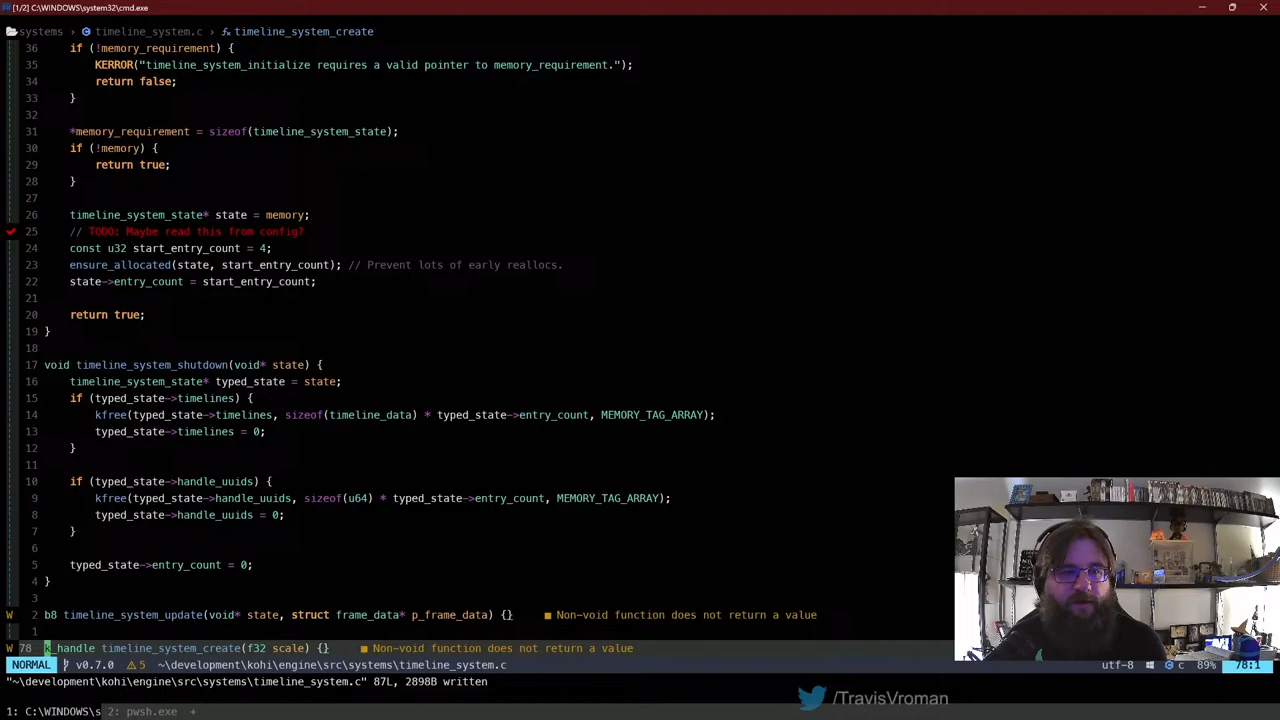 [1/2] C:\WINDOWS\system32\cmd.exe
systems > timeline_system.c > timeline_system_create
36 if (!memory_requirement) {
35 KERROR("timeline_system_initialize requires a valid pointer to memory_requirement.");
34 return false;
33 }
32
31 *memory_requirement = sizeof(timeline_system_state);
30 if (!memory) {
29 return true;
28 }
27
26 timeline_system_state* state = memory;
25 // TODO: Maybe read this from config?
24 const u32 start_entry_count = 4;
23 ensure_allocated(state, start_entry_count); // Prevent lots of early reallocs.
22 state->entry_count = start_entry_count;
21
20 return true;
19 }
18
17 void timeline_system_shutdown(void* state) {
16 timeline_system_state* typed_state = state;
15 if (typed_state->timelines) {
14 kfree(typed_state->timelines, sizeof(timeline_data) * typed_state->entry_count, MEMORY_TAG_ARRAY);
13 typed_state->timelines = 0;
12 }
11
10 if (typed_state->handle_uuids) {
9 kfree(typed_state->handle_uuids, sizeof(u64) * typed_state->entry_count, MEMORY_TAG_ARRAY);
8 typed_state->handle_uuids = 0;
7 }
6
5 typed_state->entry_count = 0;
4 }
3
W 2 b8 timeline_system_update(void* state, struct frame_data* p_frame_data) {} ■ Non-void function does not return a value
1
W 78 k_handle timeline_system_create(f32 scale) {} ■ Non-void function does not return a value
NORMAL v0.7.0 5 ~\development\kohi\engine\src\systems\timeline_system.c utf-8 c 89% 78:1
"~\development\kohi\engine\src\systems\timeline_system.c" 87L, 2898B written
/TravisVroman
1: C:\WINDOWS\s 2: pwsh.exe +